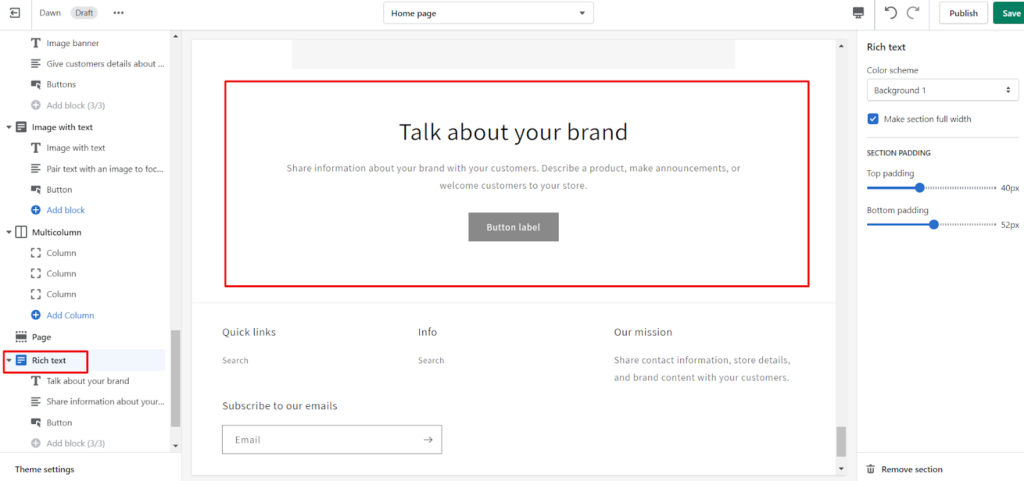 Dawn
Draft
Home page
Publish
Save
Image banner
Give customers details about ...
Buttons
Add block (3/3)
Image with text
Image with text
Pair text with an image to foc...
Button
Add block
Multicolumn
Column
Column
Column
Add Column
Page
Rich text
Talk about your brand
Share information about your...
Button
Add block (3/3)
Theme settings
Talk about your brand
Share information about your brand with your customers. Describe a product, make announcements, or
welcome customers to your store.
Button label
Quick links
Search
Info
Search
Our mission
Share contact information, store details,
and brand content with your customers.
Subscribe to our emails
Email
Rich text
Color scheme
Background 1
Make section full width
SECTION PADDING
Top padding
40px
Bottom padding
52px
Remove section